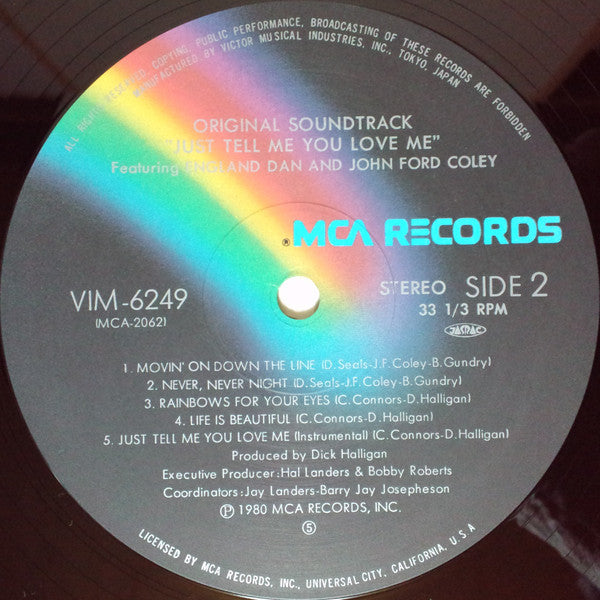 ALL RIGHTS RESERVED. COPYING, PUBLIC PERFORMANCE, BROADCASTING OF THESE RECORDS ARE FORBIDDEN
MANUFACTURED BY VICTOR MUSICAL INDUSTRIES, INC., TOKYO, JAPAN
ORIGINAL SOUNDTRACK
"JUST TELL ME YOU LOVE ME"
Featuring ENGLAND DAN AND JOHN FORD COLEY
® MCA RECORDS
VIM-6249
(MCA-2062)
STEREO SIDE 2
33 1/3 RPM
JASRAC
1. MOVIN' ON DOWN THE LINE (D. Seals-J.F. Coley-B. Gundry)
2. NEVER, NEVER NIGHT (D. Seals-J.F. Coley-B. Gundry)
3. RAINBOWS FOR YOUR EYES (C. Connors-D. Halligan)
4. LIFE IS BEAUTIFUL (C. Connors-D. Halligan)
5. JUST TELL ME YOU LOVE ME (Instrumental) (C. Connors-D. Halligan)
Produced by Dick Halligan
Executive Producer: Hal Landers & Bobby Roberts
Coordinators: Jay Landers-Barry Jay Josepheson
Ⓟ 1980 MCA RECORDS, INC.
⑤
LICENSED BY MCA RECORDS, INC., UNIVERSAL CITY, CALIFORNIA, U.S.A